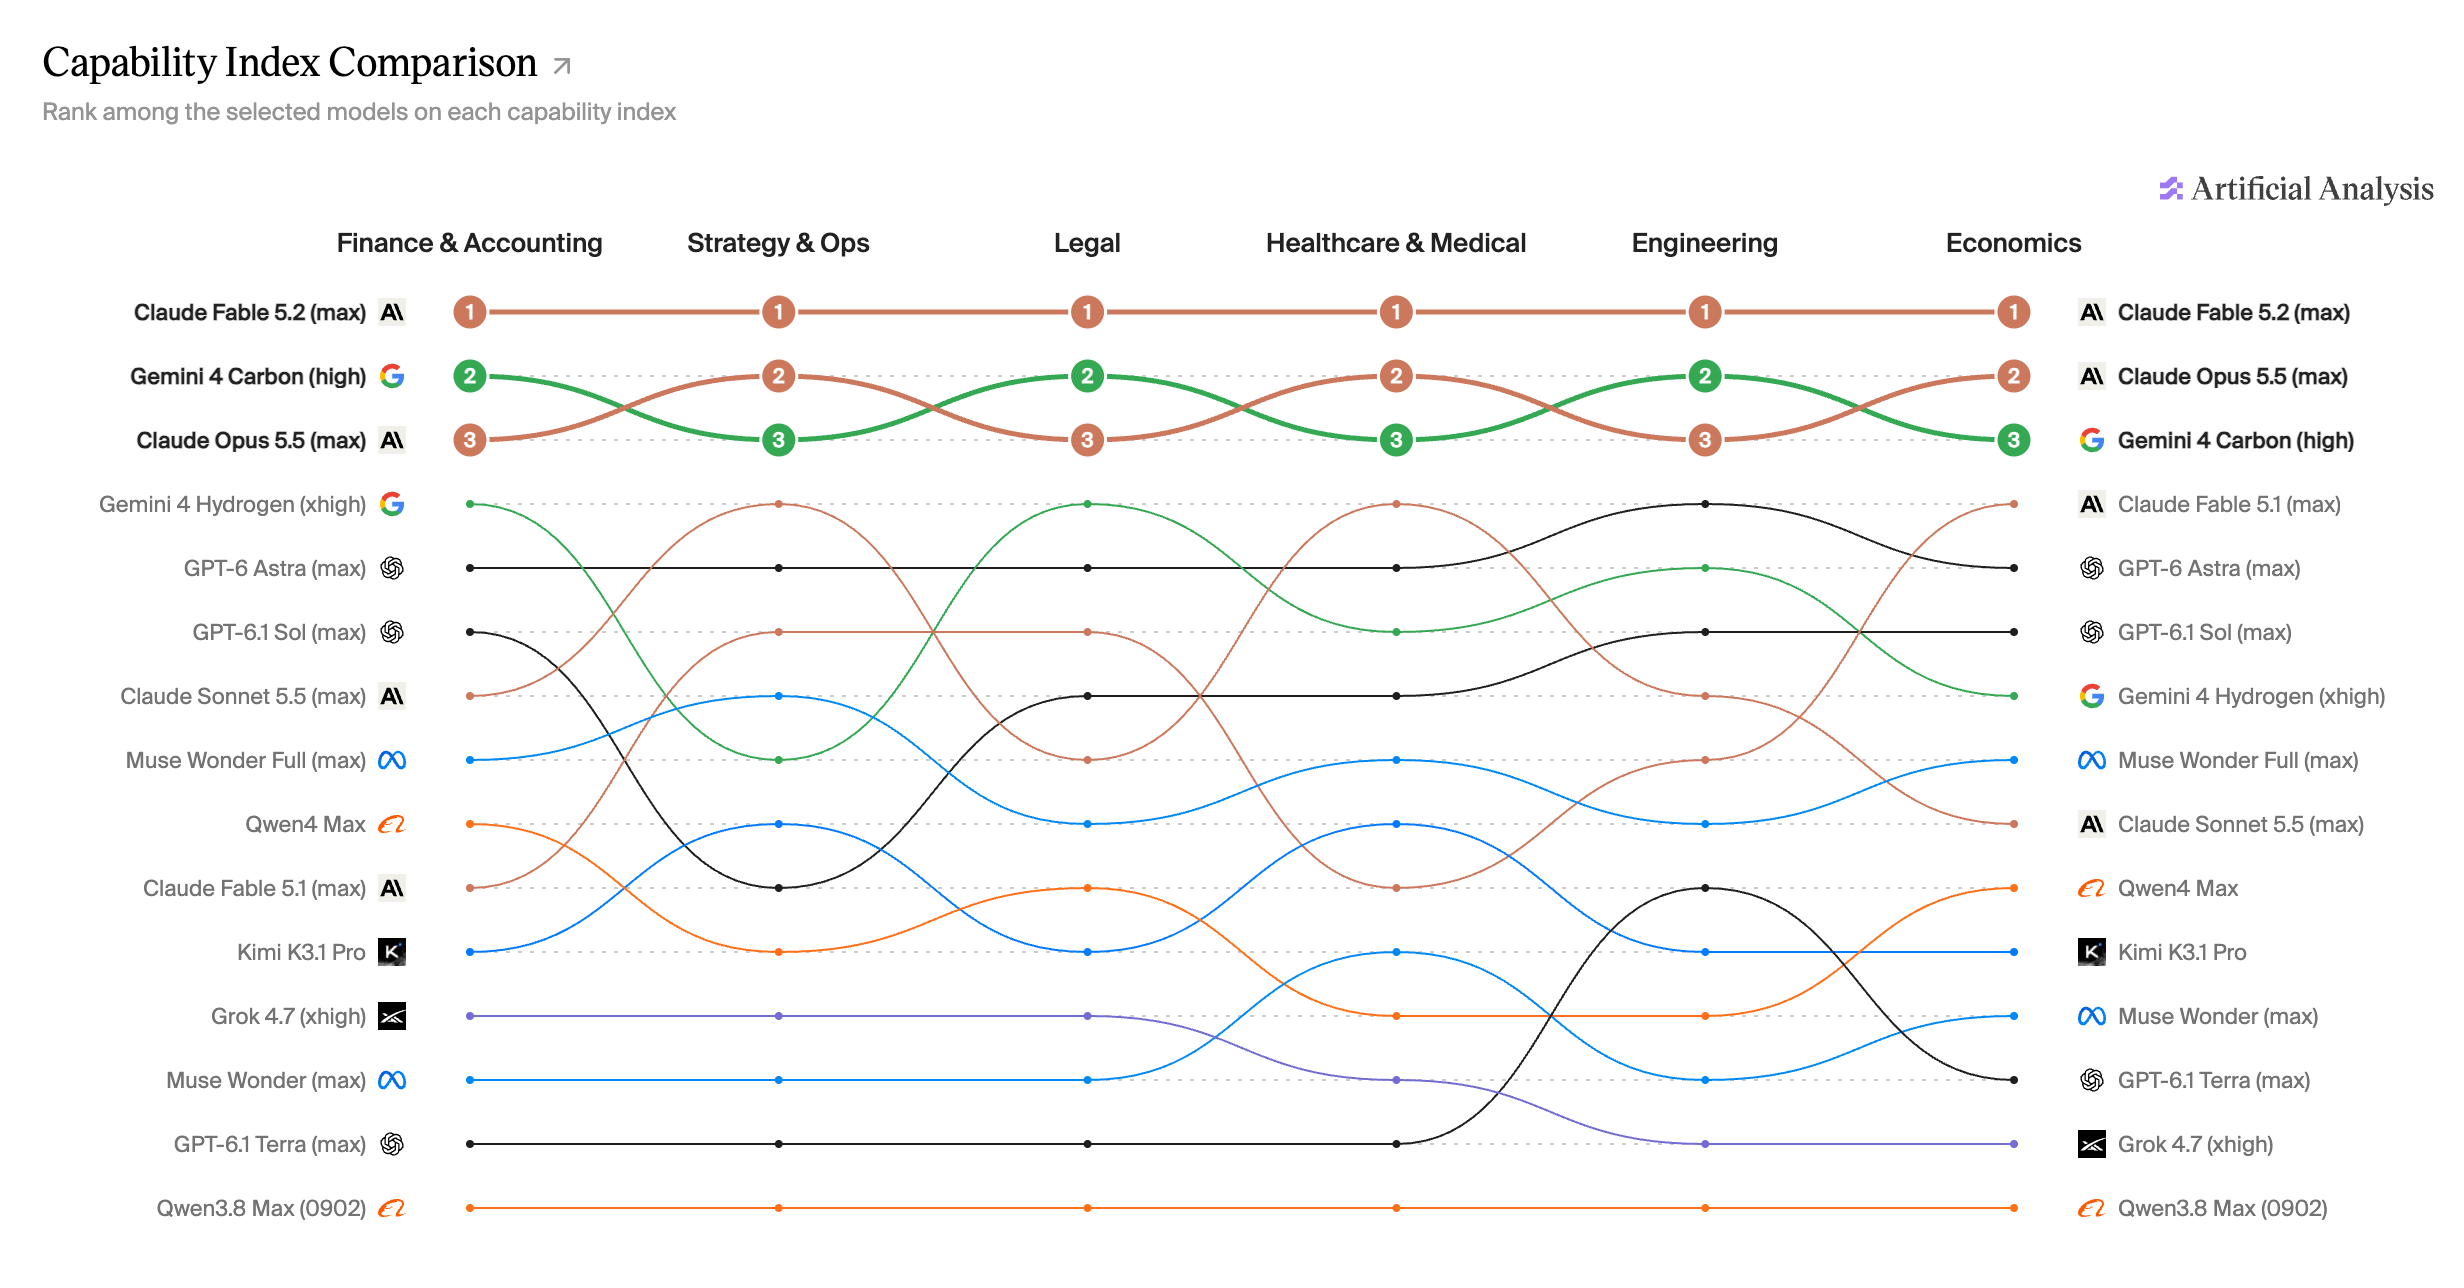 Capability Index Comparison ↗
Rank among the selected models on each capability index
Artificial Analysis
Finance & Accounting Strategy & Ops Legal Healthcare & Medical Engineering Economics
Claude Fable 5.2 (max) 1 1 1 1 1 1 Claude Fable 5.2 (max)
Gemini 4 Carbon (high) 2 2 2 2 2 2 Claude Opus 5.5 (max)
Claude Opus 5.5 (max) 3 3 3 3 3 3 Gemini 4 Carbon (high)
Gemini 4 Hydrogen (xhigh) Claude Fable 5.1 (max)
GPT-6 Astra (max) GPT-6 Astra (max)
GPT-6.1 Sol (max) GPT-6.1 Sol (max)
Claude Sonnet 5.5 (max) Gemini 4 Hydrogen (xhigh)
Muse Wonder Full (max) Muse Wonder Full (max)
Qwen4 Max Claude Sonnet 5.5 (max)
Claude Fable 5.1 (max) Qwen4 Max
Kimi K3.1 Pro Kimi K3.1 Pro
Grok 4.7 (xhigh) Muse Wonder (max)
Muse Wonder (max) GPT-6.1 Terra (max)
GPT-6.1 Terra (max) Grok 4.7 (xhigh)
Qwen3.8 Max (0902) Qwen3.8 Max (0902)